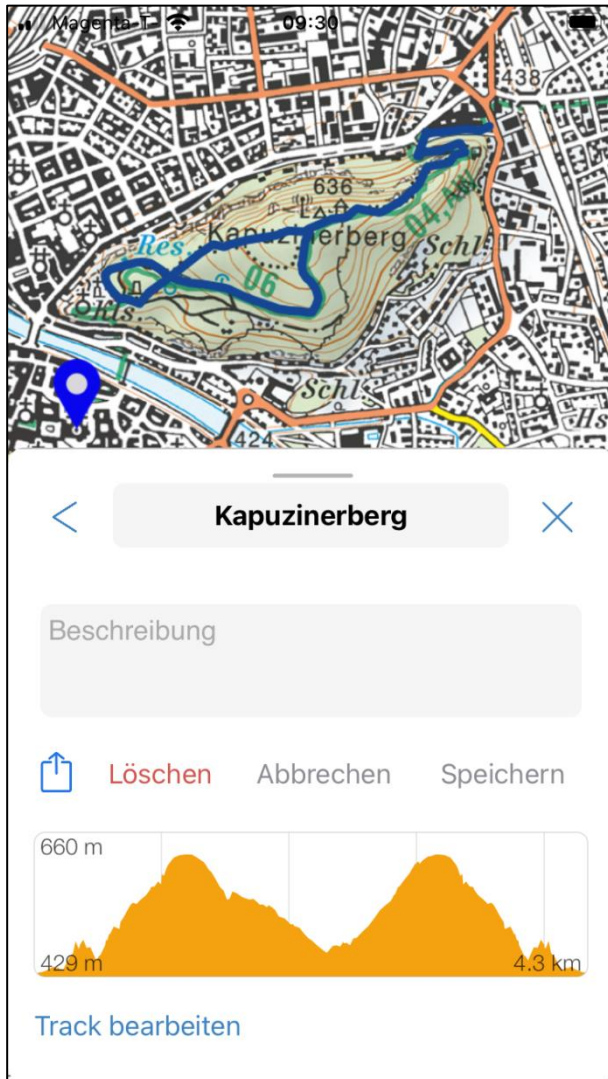 Magenta-T 09:30
438
636
Kapuzinerberg
04,
Res.
06
Schl
Schl
424
Hs
Kapuzinerberg
Beschreibung
Löschen Abbrechen Speichern
660 m
429 m 4.3 km
Track bearbeiten